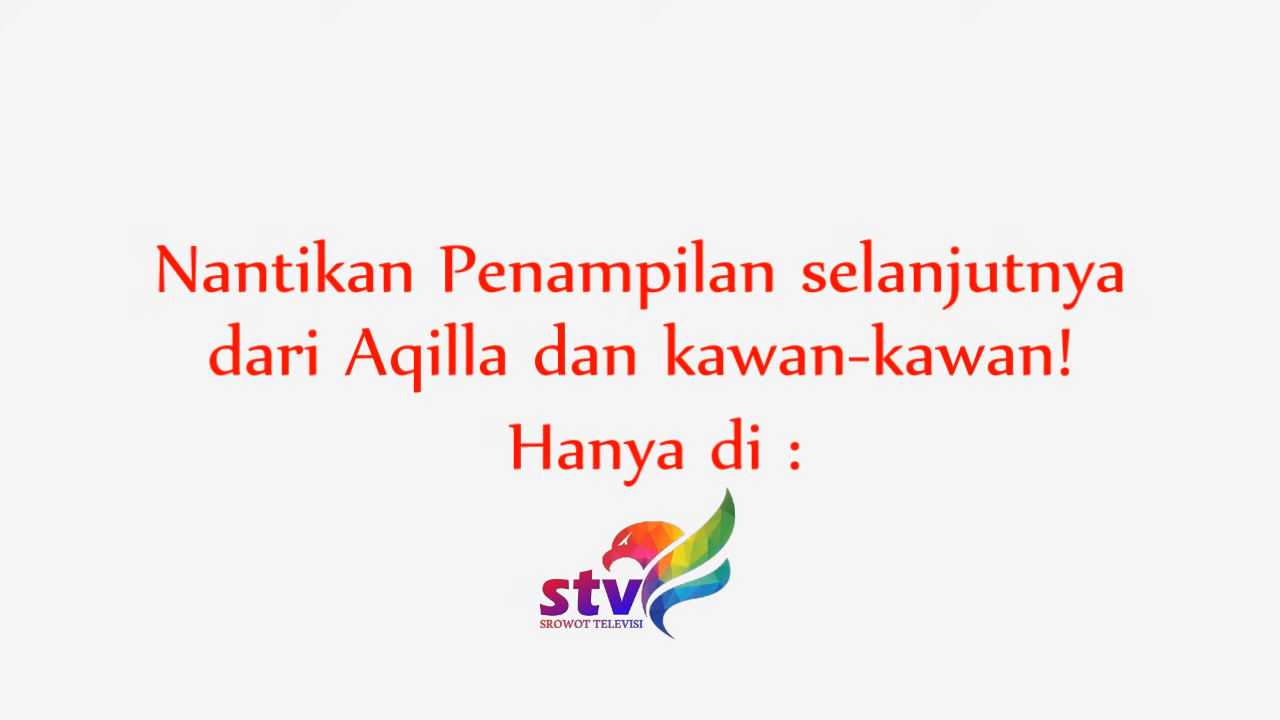 Nantikan Penampilan selanjutnya
dari Aqilla dan kawan-kawan!
Hanya di :
stv
SROWOT TELEVISI